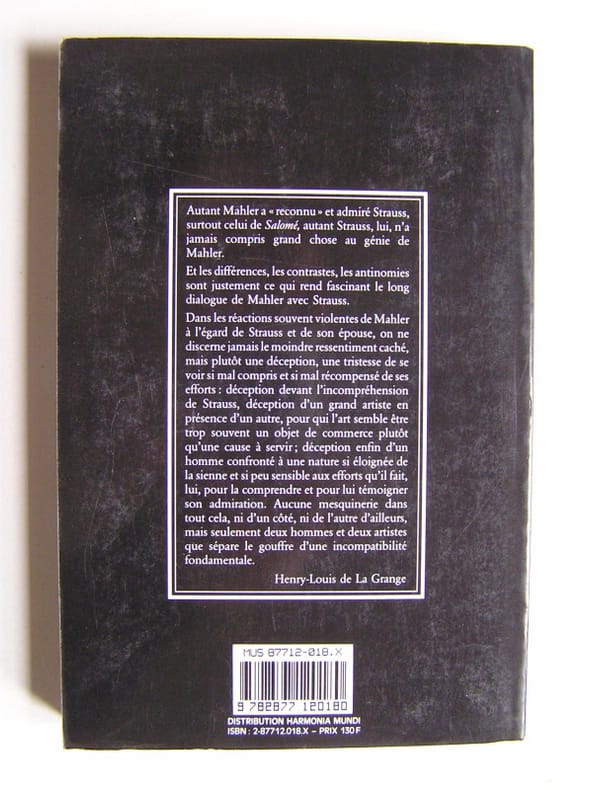 Autant Mahler a « reconnu » et admiré Strauss,
surtout celui de Salomé, autant Strauss, lui, n'a
jamais compris grand chose au génie de
Mahler.
Et les différences, les contrastes, les antinomies
sont justement ce qui rend fascinant le long
dialogue de Mahler avec Strauss.
Dans les réactions souvent violentes de Mahler
à l'égard de Strauss et de son épouse, on ne
discerne jamais le moindre ressentiment caché,
mais plutôt une déception, une tristesse de se
voir si mal compris et si mal récompensé de ses
efforts : déception devant l'incompréhension
de Strauss, déception d'un grand artiste en
présence d'un autre, pour qui l'art semble être
trop souvent un objet de commerce plutôt
qu'une cause à servir ; déception enfin d'un
homme confronté à une nature si éloignée de
la sienne et si peu sensible aux efforts qu'il fait,
lui, pour la comprendre et pour lui témoigner
son admiration. Aucune mesquinerie dans
tout cela, ni d'un côté, ni de l'autre d'ailleurs,
mais seulement deux hommes et deux artistes
que sépare le gouffre d'une incompatibilité
fondamentale.
Henry-Louis de La Grange
MUS 87712-018.X
9 782877 120180
DISTRIBUTION HARMONIA MUNDI
ISBN : 2-87712.018.X – PRIX 130 F